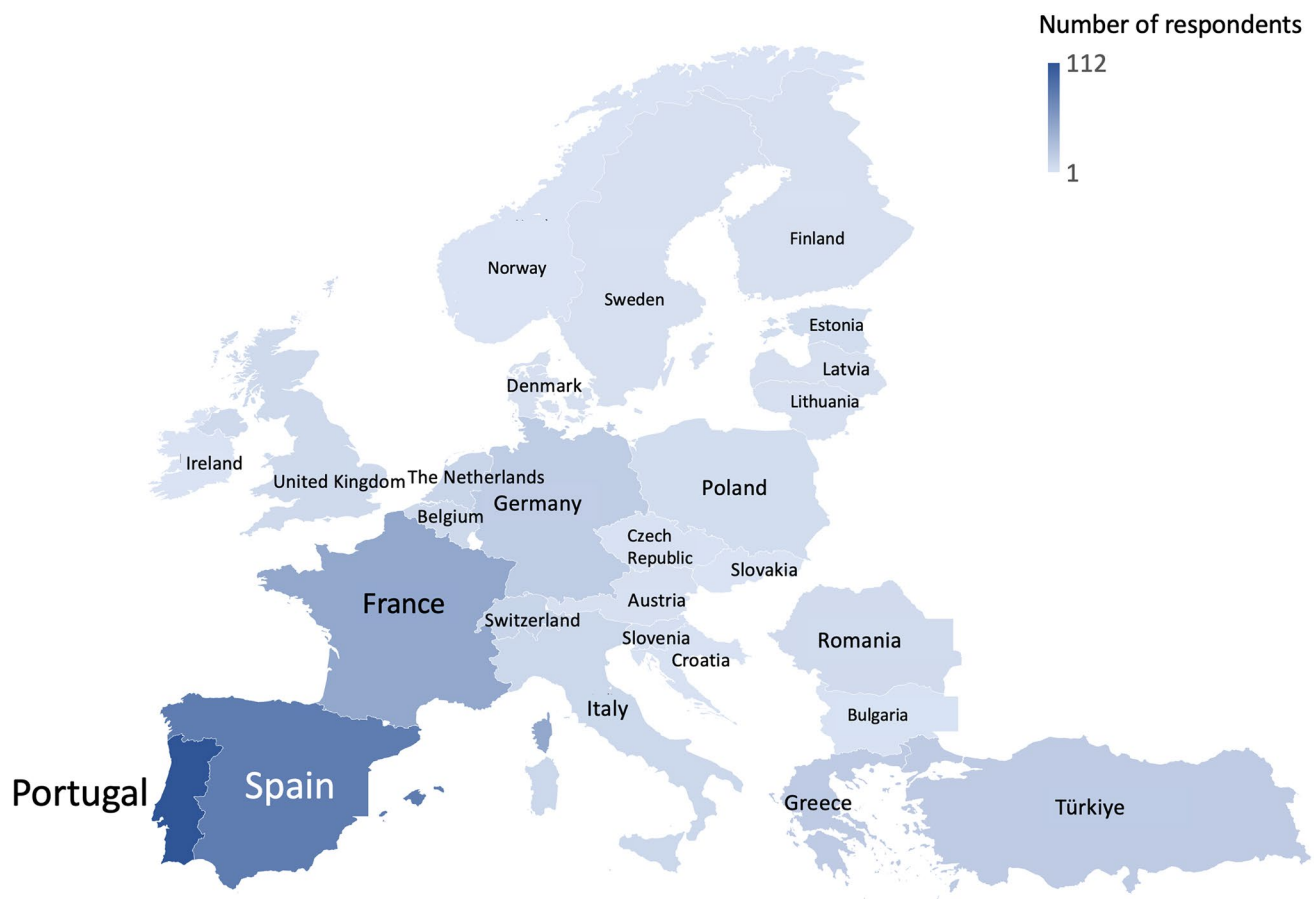 Number of respondents
112
1
Finland
Norway
Sweden
Estonia
Latvia
Denmark
Lithuania
Ireland
United Kingdom
The Netherlands
Germany
Poland
Belgium
Czech
Republic
Slovakia
France
Austria
Switzerland
Slovenia
Romania
Croatia
Italy
Bulgaria
Portugal
Spain
Greece
Türkiye